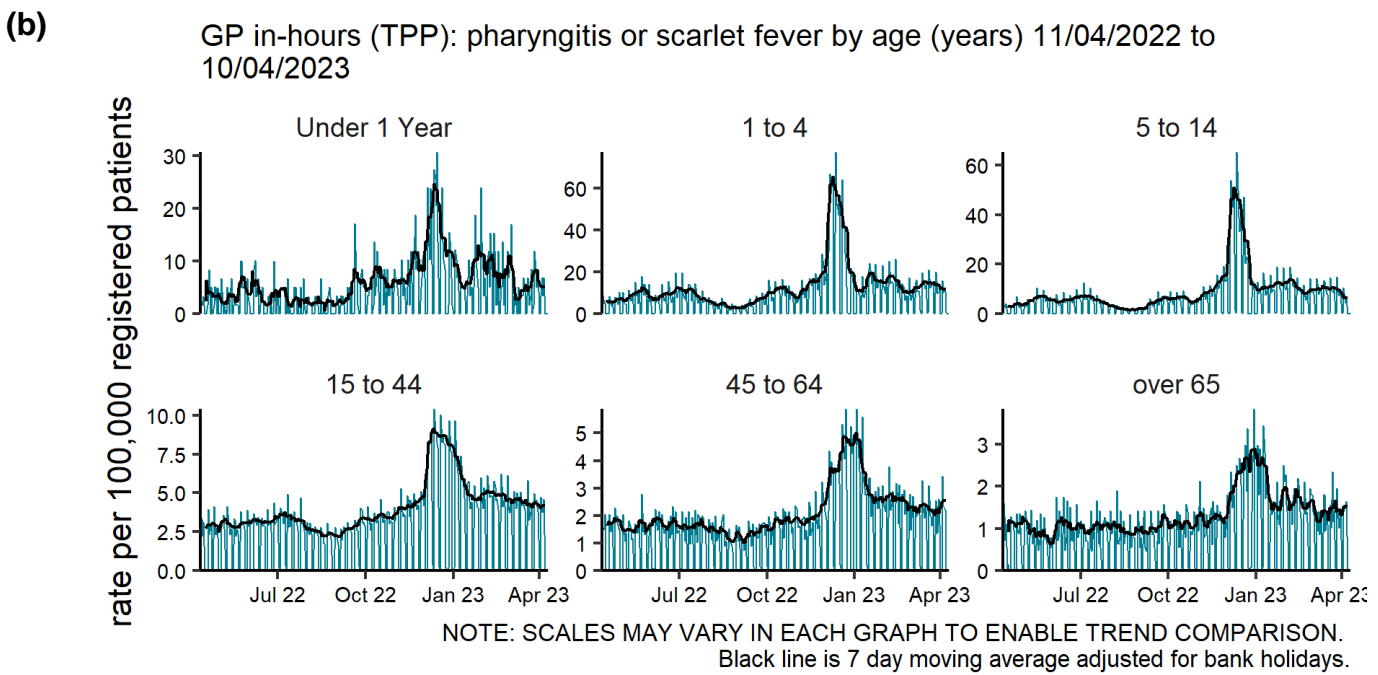 (b)
GP in-hours (TPP): pharyngitis or scarlet fever by age (years) 11/04/2022 to
10/04/2023
rate per 100,000 registered patients
Under 1 Year
30
20
10
0
1 to 4
60
40
20
0
5 to 14
60
40
20
0
15 to 44
10.0
7.5
5.0
2.5
0.0
Jul 22 Oct 22 Jan 23 Apr 23
45 to 64
5
4
3
2
1
0
Jul 22 Oct 22 Jan 23 Apr 23
over 65
3
2
1
0
Jul 22 Oct 22 Jan 23 Apr 23
NOTE: SCALES MAY VARY IN EACH GRAPH TO ENABLE TREND COMPARISON.
Black line is 7 day moving average adjusted for bank holidays.